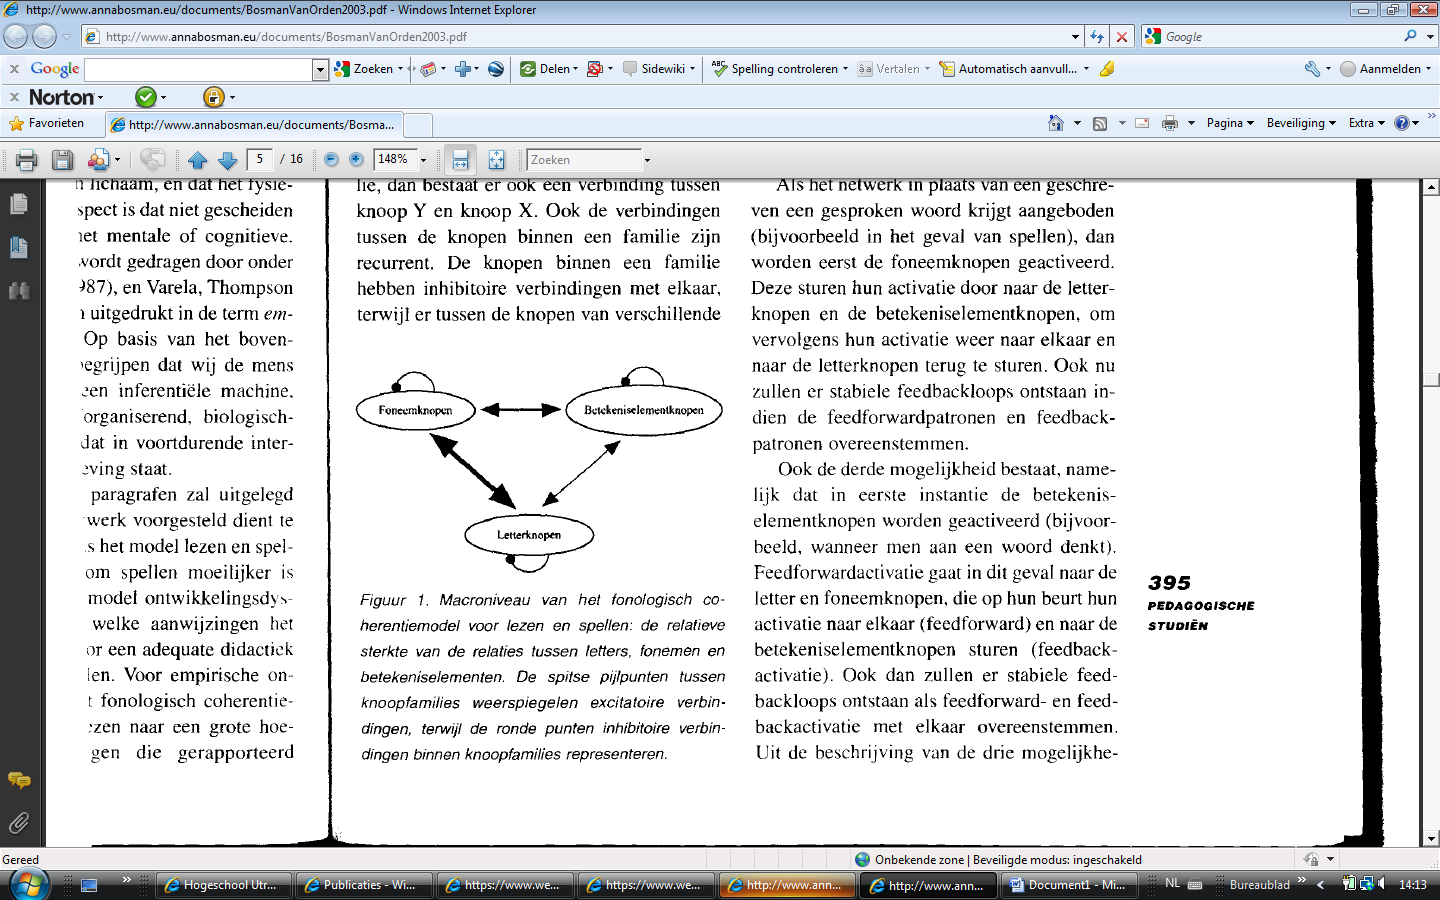 http://www.annabosman.eu/documents/BosmanVanOrden2003.pdf - Windows Internet Explorer
http://www.annabosman.eu/documents/BosmanVanOrden2003.pdf
Google
Google
Zoeken
Delen
Sidewiki
Spelling controleren
Vertalen
Automatisch aanvull...
Aanmelden
Norton
Favorieten
http://www.annabosman.eu/documents/Bosma...
Pagina
Beveiliging
Extra
5 / 16
148%
Zoeken
lichaam, en dat het fysie-
spect is dat niet gescheiden
het mentale of cognitieve.
wordt gedragen door onder
987), en Varela, Thompson
uitgedrukt in de term em-
Op basis van het boven-
begrijpen dat wij de mens
een inferentiële machine,
organiserend, biologisch-
dat in voortdurende inter-
eving staat.
paragrafen zal uitgelegd
werk voorgesteld dient te
s het model lezen en spel-
om spellen moeilijker is
model ontwikkelingsdys-
welke aanwijzingen het
or een adequate didactiek
len. Voor empirische on-
t fonologisch coherentie-
ezen naar een grote hoe-
gen die gerapporteerd
lie, dan bestaat er ook een verbinding tussen
knoop Y en knoop X. Ook de verbindingen
tussen de knopen binnen een familie zijn
recurrent. De knopen binnen een familie
hebben inhibitoire verbindingen met elkaar,
terwijl er tussen de knopen van verschillende
Foneemknopen
Betekeniselementknopen
Letterknopen
Figuur 1. Macroniveau van het fonologisch co-
herentiemodel voor lezen en spellen: de relatieve
sterkte van de relaties tussen letters, fonemen en
betekeniselementen. De spitse pijlpunten tussen
knoopfamilies weerspiegelen excitatoire verbin-
dingen, terwijl de ronde punten inhibitoire verbin-
dingen binnen knoopfamilies representeren.
Als het netwerk in plaats van een geschre-
ven een gesproken woord krijgt aangeboden
(bijvoorbeeld in het geval van spellen), dan
worden eerst de foneemknopen geactiveerd.
Deze sturen hun activatie door naar de letter-
knopen en de betekeniselementknopen, om
vervolgens hun activatie weer naar elkaar en
naar de letterknopen terug te sturen. Ook nu
zullen er stabiele feedbackloops ontstaan in-
dien de feedforwardpatronen en feedback-
patronen overeenstemmen.
Ook de derde mogelijkheid bestaat, name-
lijk dat in eerste instantie de betekenis-
elementknopen worden geactiveerd (bijvoor-
beeld, wanneer men aan een woord denkt).
Feedforwardactivatie gaat in dit geval naar de
letter en foneemknopen, die op hun beurt hun
activatie naar elkaar (feedforward) en naar de
betekeniselementknopen sturen (feedback-
activatie). Ook dan zullen er stabiele feed-
backloops ontstaan als feedforward- en feed-
backactivatie met elkaar overeenstemmen.
Uit de beschrijving van de drie mogelijkhe-
395
PEDAGOGISCHE
STUDIËN
Gereed
Onbekende zone | Beveiligde modus: ingeschakeld
Hogeschool Utr...
Publicaties - Wi...
https://www.we...
https://www.we...
http://www.ann...
http://www.ann...
Document1 - Mi...
NL
Bureaublad
14:13